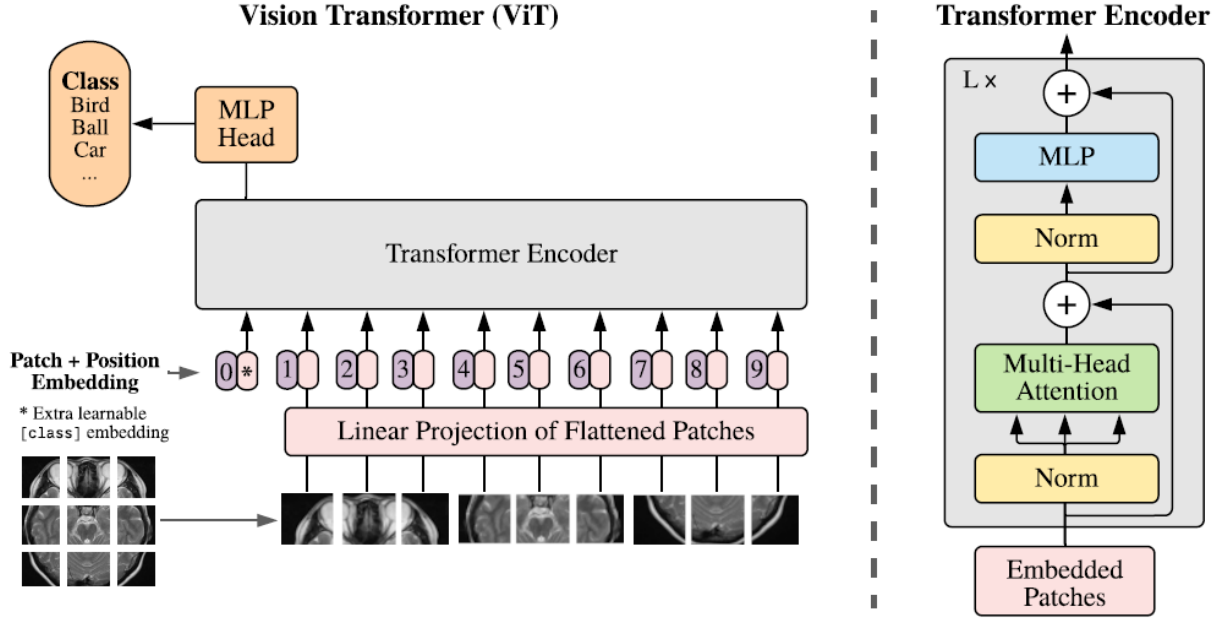 Vision Transformer (ViT)
Class
Bird
Ball
Car
...
MLP
Head
Transformer Encoder
0 * 1 2 3 4 5 6 7 8 9
Patch + Position
Embedding
* Extra learnable
[class] embedding
Linear Projection of Flattened Patches
Transformer Encoder
L ×
+
MLP
Norm
+
Multi-Head
Attention
Norm
Embedded
Patches